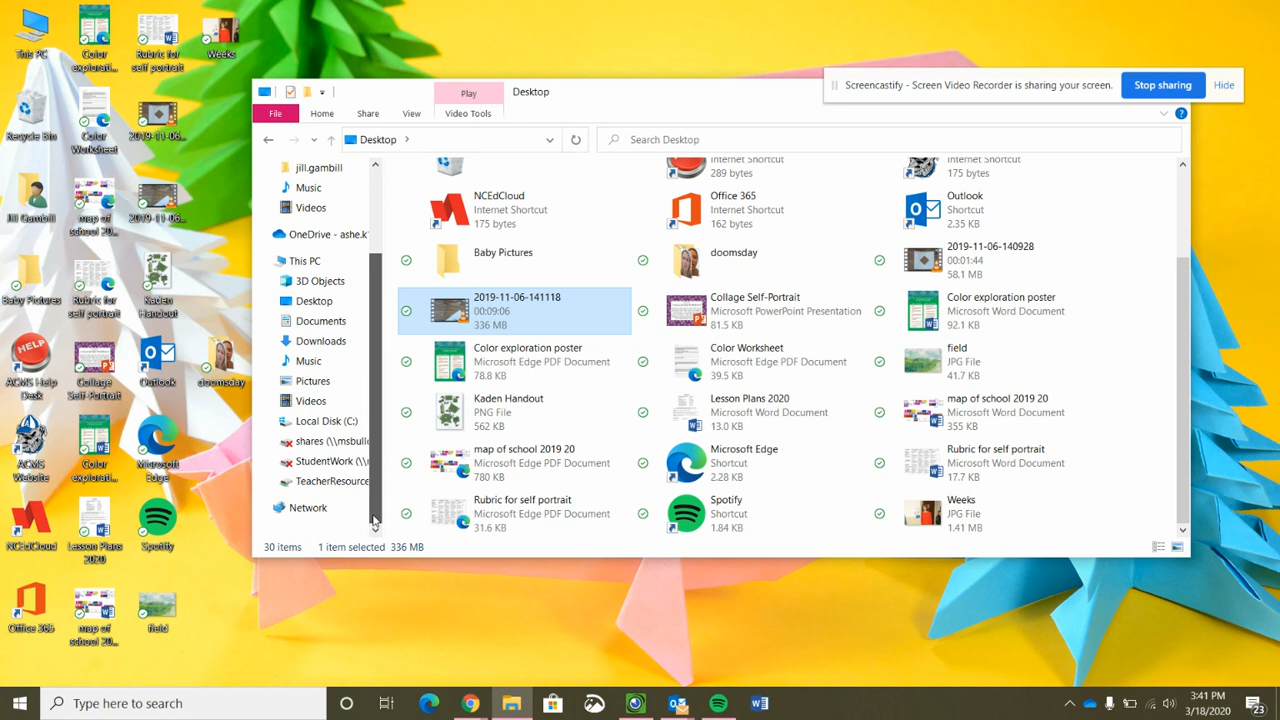 This PC
Color
explorati...
Rubric for
self portrait
Weeks
Recycle Bin
Color
Worksheet
2019-11-06...
Jill Gambill
map of
school 20...
2019-11-06...
Baby Pictures
Rubric for
self portrait
Kaden
Handout
HELP
ACMS Help
Desk
Collage
Self-Portrait
Outlook
doomsday
ACMS
Website
Color
explorati...
Microsoft
Edge
NCEdCloud
Lesson Plans
2020
Spotify
Office 365
map of
school 20...
field
Play
Desktop
File
Home
Share
View
Video Tools
Screencastify - Screen Video Recorder is sharing your screen.
Stop sharing
Hide
Desktop
Search Desktop
jill.gambill
Music
Videos
OneDrive - ashe.k
This PC
3D Objects
Desktop
Documents
Downloads
Music
Pictures
Videos
Local Disk (C:)
shares (\\msbull
StudentWork (\\
TeacherResource
Network
Internet Shortcut
289 bytes
Internet Shortcut
175 bytes
NCEdCloud
Internet Shortcut
175 bytes
Office 365
Internet Shortcut
162 bytes
Outlook
Shortcut
2.35 KB
Baby Pictures
doomsday
2019-11-06-140928
00:01:44
58.1 MB
2019-11-06-141118
00:09:06
336 MB
Collage Self-Portrait
Microsoft PowerPoint Presentation
81.5 KB
Color exploration poster
Microsoft Word Document
92.1 KB
Color exploration poster
Microsoft Edge PDF Document
78.8 KB
Color Worksheet
Microsoft Edge PDF Document
39.5 KB
field
JPG File
41.7 KB
Kaden Handout
PNG File
562 KB
Lesson Plans 2020
Microsoft Word Document
13.0 KB
map of school 2019 20
Microsoft Word Document
355 KB
map of school 2019 20
Microsoft Edge PDF Document
780 KB
Microsoft Edge
Shortcut
2.28 KB
Rubric for self portrait
Microsoft Word Document
17.7 KB
Rubric for self portrait
Microsoft Edge PDF Document
31.6 KB
Spotify
Shortcut
1.84 KB
Weeks
JPG File
1.41 MB
30 items
1 item selected 336 MB
Type here to search
3:41 PM
3/18/2020
23